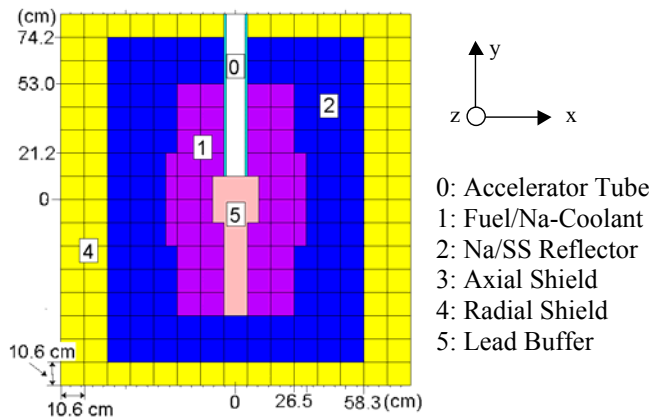 (cm)
74.2
53.0
21.2
0
10.6 cm
10.6 cm
0
26.5
58.3 (cm)
0
1
2
4
5
y
z
x
0: Accelerator Tube
1: Fuel/Na-Coolant
2: Na/SS Reflector
3: Axial Shield
4: Radial Shield
5: Lead Buffer